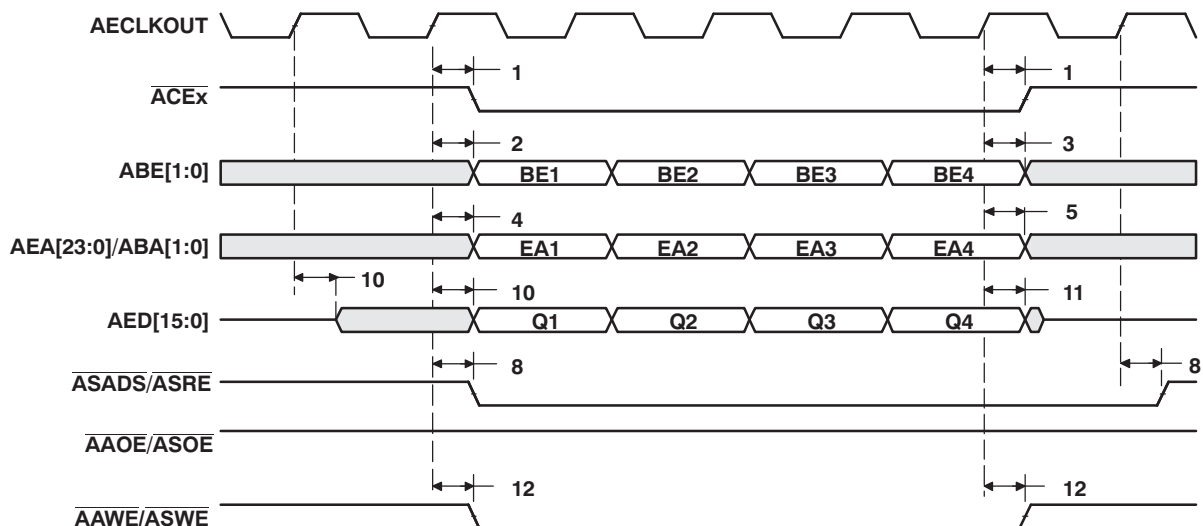 AECLKOUT
1 1
ACEx
2 3
ABE[1:0] BE1 BE2 BE3 BE4
4 5
AEA[23:0]/ABA[1:0] EA1 EA2 EA3 EA4
10 10 11
AED[15:0] Q1 Q2 Q3 Q4
8 8
ASADS/ASRE
AAOE/ASOE
12 12
AAWE/ASWE